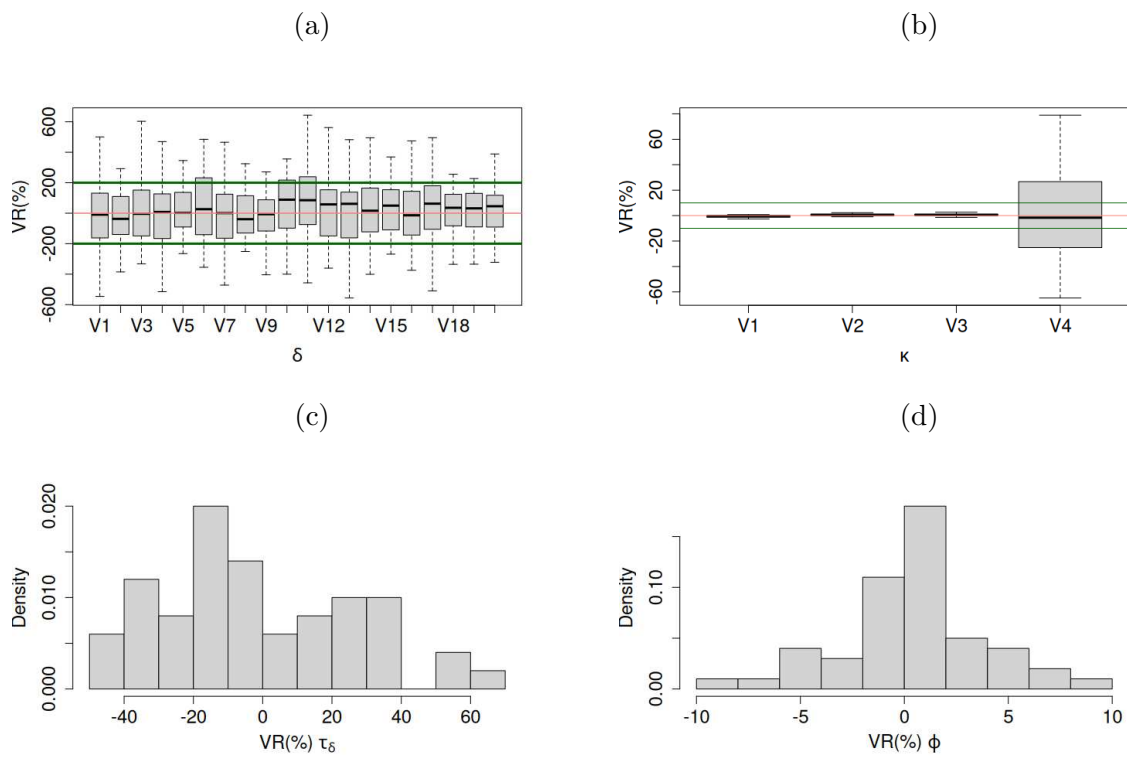 (a)
(b)
VR(%)
600
200
-200
-600
V1 V3 V5 V7 V9 V12 V15 V18
δ
VR(%)
60
20
-20
-60
V1 V2 V3 V4
κ
(c)
(d)
Density
0.020
0.010
0.000
-40 -20 0 20 40 60
VR(%) τδ
Density
0.10
0.00
-10 -5 0 5 10
VR(%) ϕ